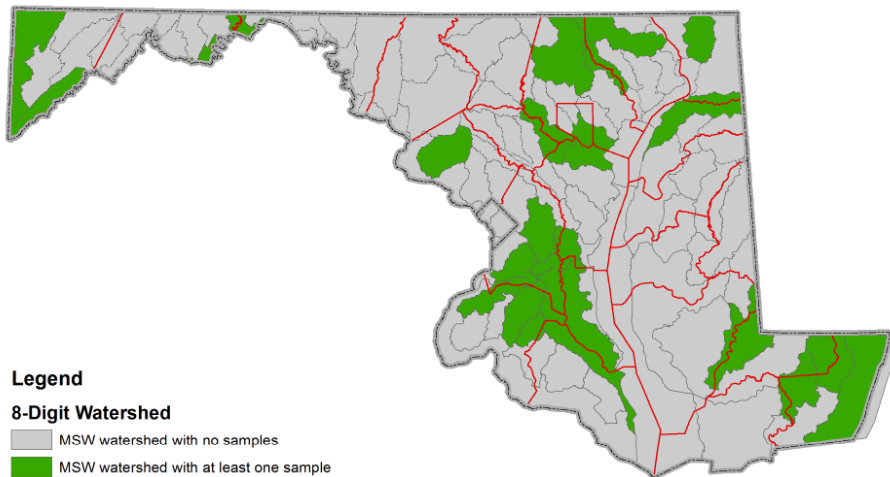 Legend
8-Digit Watershed
MSW watershed with no samples
MSW watershed with at least one sample